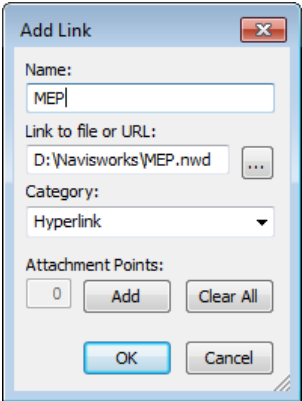 Add Link
Name:
MEP
Link to file or URL:
D:\Navisworks\MEP.nwd
...
Category:
Hyperlink
Attachment Points:
0 Add Clear All
OK Cancel